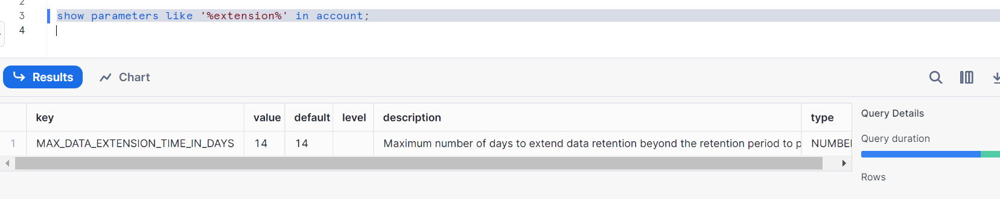 2
3 show parameters like '%extension%' in account;
4
Results Chart
key value default level description type
1 MAX_DATA_EXTENSION_TIME_IN_DAYS 14 14 Maximum number of days to extend data retention beyond the retention period to p NUMBE
Query Details
Query duration
Rows